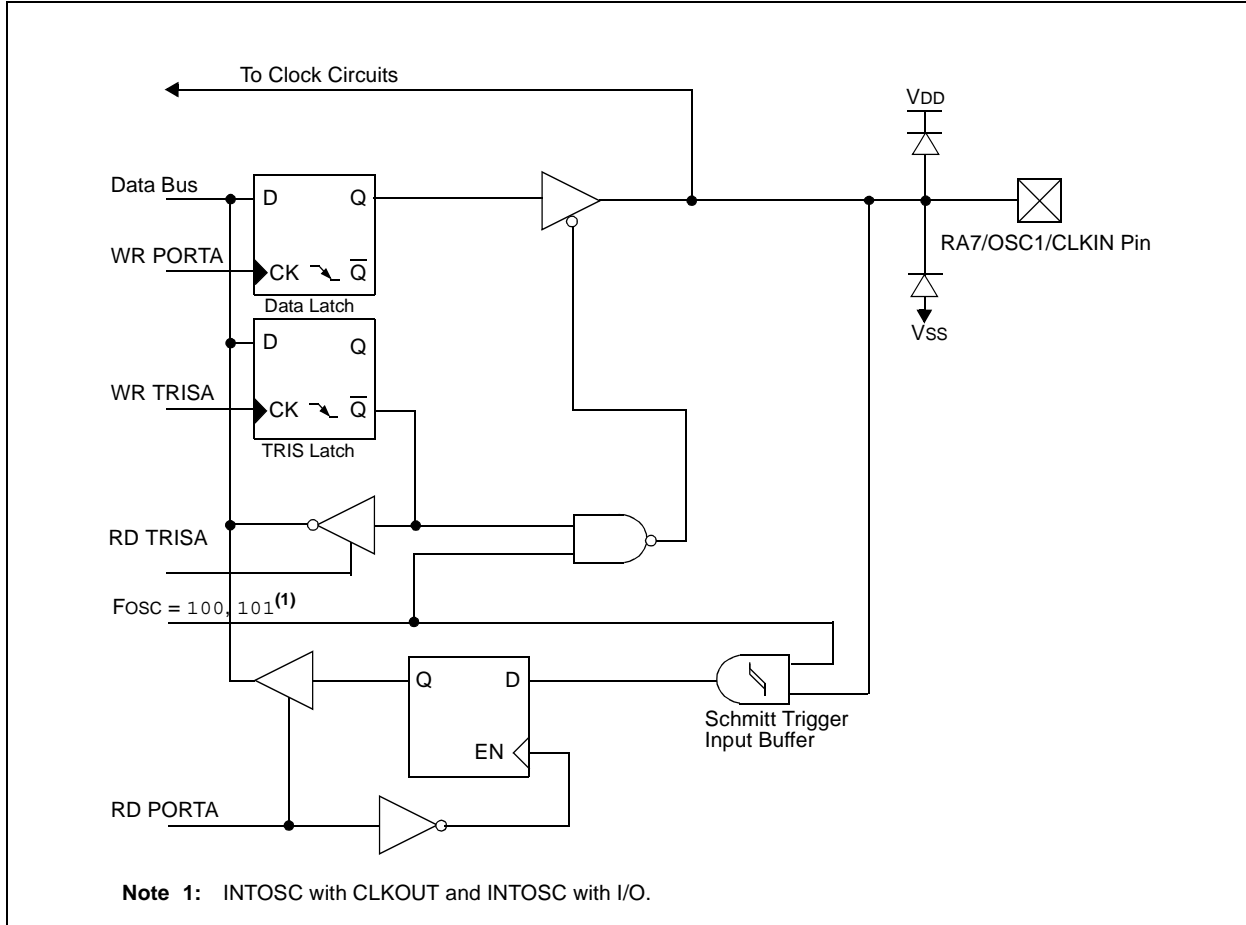 To Clock Circuits
VDD
Data Bus
D
Q
WR PORTA
CK
Q̅
Data Latch
RA7/OSC1/CLKIN Pin
VSS
D
Q
WR TRISA
CK
Q̅
TRIS Latch
RD TRISA
FOSC = 100, 101(1)
Q
D
EN
Schmitt Trigger
Input Buffer
RD PORTA
Note 1: INTOSC with CLKOUT and INTOSC with I/O.